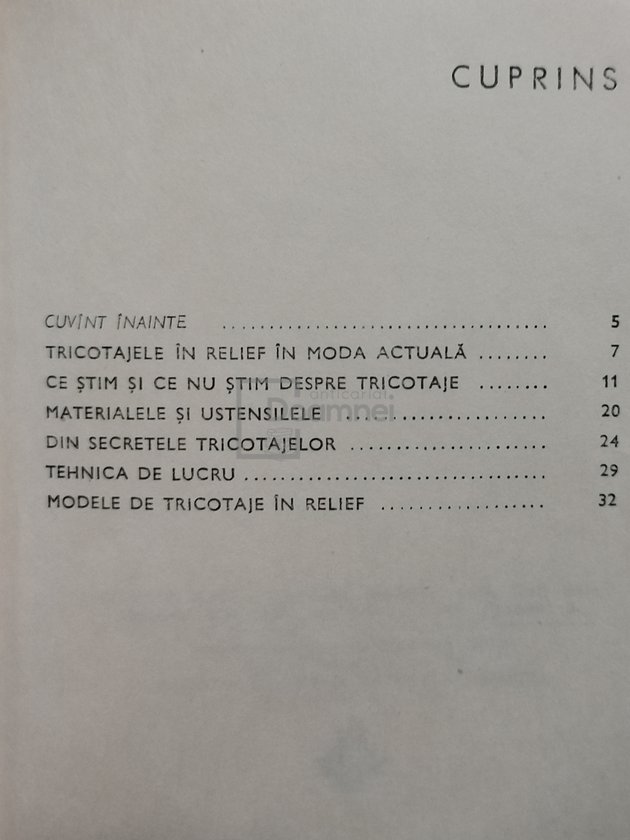 CUPRINS
CUVÎNT ÎNAINTE .................................. 5
TRICOTAJELE ÎN RELIEF ÎN MODA ACTUALĂ ........ 7
CE ȘTIM ȘI CE NU ȘTIM DESPRE TRICOTAJE ........ 11
anticariat
MATERIALELE ȘI USTENSILELE ...................... 20
DIN SECRETELE TRICOTAJELOR ..................... 24
TEHNICA DE LUCRU ................................ 29
MODELE DE TRICOTAJE ÎN RELIEF .................. 32